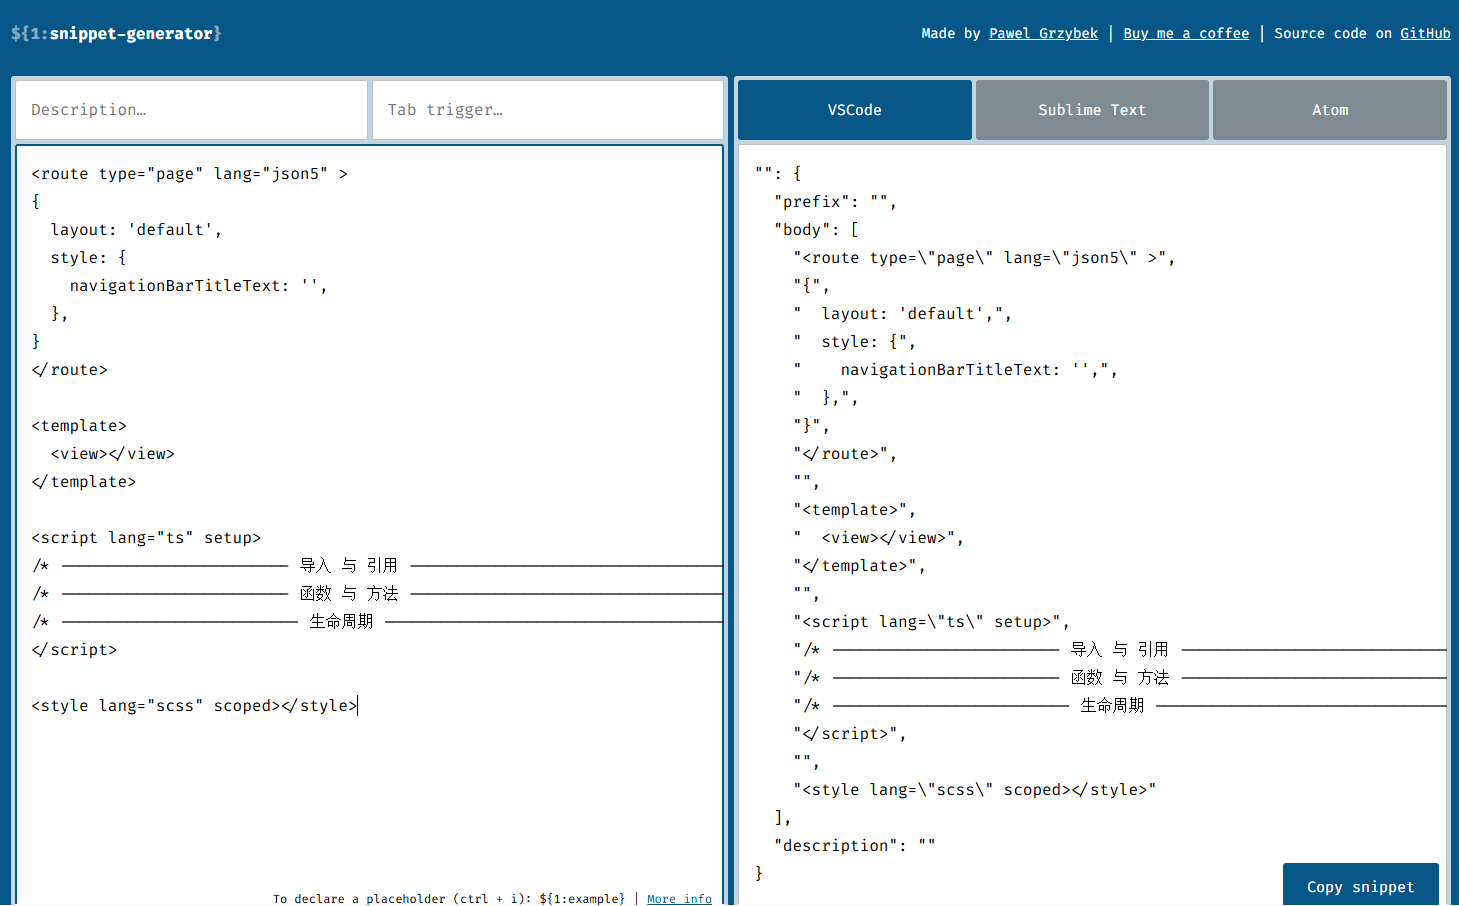 ${1:snippet-generator}
Made by Pawel Grzybek | Buy me a coffee | Source code on GitHub
Description…
Tab trigger…
<route type="page" lang="json5" >
{
  layout: 'default',
  style: {
    navigationBarTitleText: '',
  },
}
</route>
<template>
  <view></view>
</template>
<script lang="ts" setup>
/* ──────────────────────── 导入 与 引用 ─────────────────────────────────
/* ──────────────────────── 函数 与 方法 ─────────────────────────────────
/* ───────────────────────── 生命周期 ────────────────────────────────────
</script>
<style lang="scss" scoped></style>
To declare a placeholder (ctrl + i): ${1:example} | More info
VSCode
Sublime Text
Atom
"": {
  "prefix": "",
  "body": [
    "<route type=\"page\" lang=\"json5\" >",
    "{",
    "  layout: 'default',",
    "  style: {",
    "    navigationBarTitleText: '',",
    "  },",
    "}",
    "</route>",
    "",
    "<template>",
    "  <view></view>",
    "</template>",
    "",
    "<script lang=\"ts\" setup>",
    "/* ──────────────────────── 导入 与 引用 ────────────────────────────
    "/* ──────────────────────── 函数 与 方法 ────────────────────────────
    "/* ───────────────────────── 生命周期 ───────────────────────────────
    "</script>",
    "",
    "<style lang=\"scss\" scoped></style>"
  ],
  "description": ""
}
Copy snippet